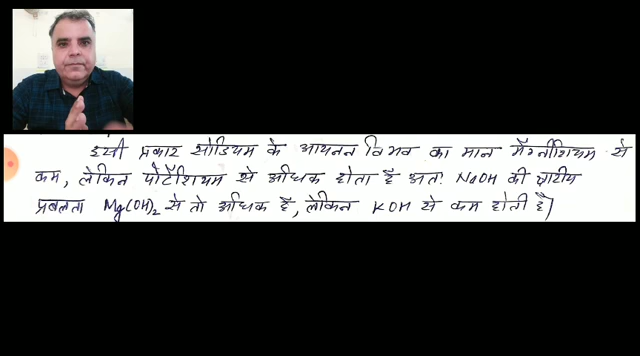 इसी प्रकार सोडियम के आयनन विभव का मान मैग्नीशियम से
कम, लेकिन पोटैशियम से अधिक होता है अतः NaOH की क्षारीय
प्रबलता Mg(OH)₂ से तो अधिक है, लेकिन KOH से कम होती है।